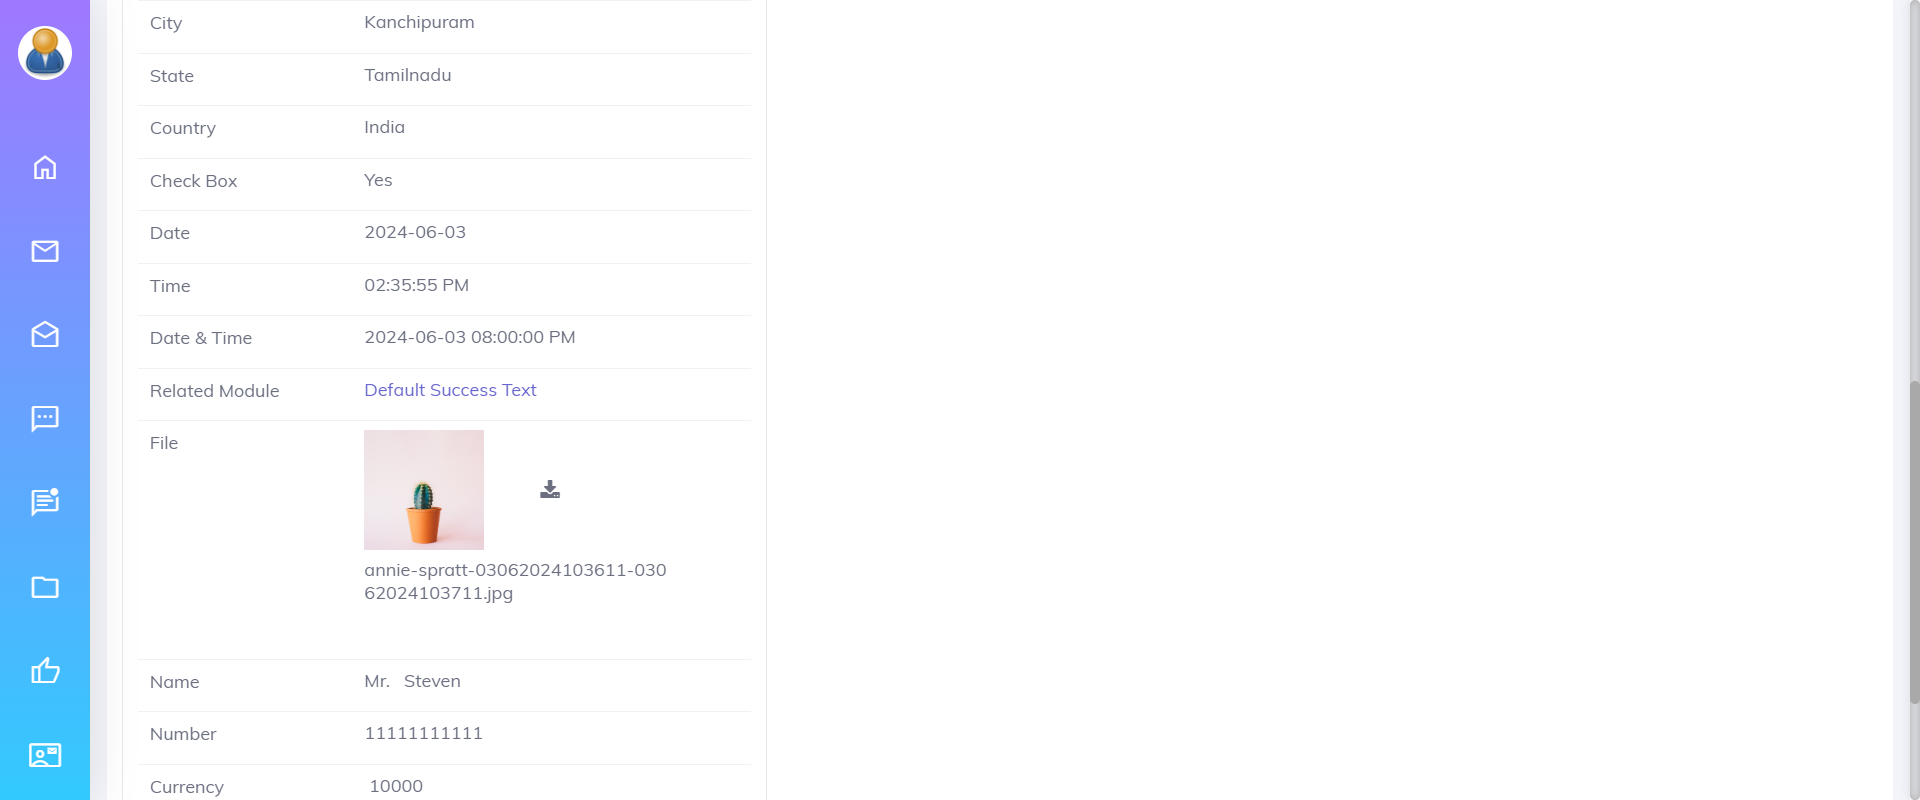 City Kanchipuram
State Tamilnadu
Country India
Check Box Yes
Date 2024-06-03
Time 02:35:55 PM
Date & Time 2024-06-03 08:00:00 PM
Related Module Default Success Text
File
annie-spratt-03062024103611-030
62024103711.jpg
Name Mr. Steven
Number 11111111111
Currency 10000